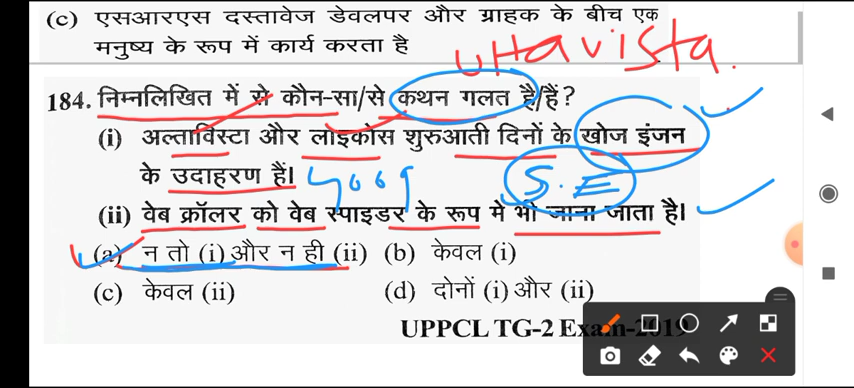 (c) एसआरएस दस्तावेज डेवलपर और ग्राहक के बीच एक
मनुष्य के रूप में कार्य करता है
Uttavista.
184. निम्नलिखित में से कौन-सा/से कथन गलत है/हैं?
(i) अल्ताविस्टा और लाइकोस शुरुआती दिनों के खोज इंजन
के उदाहरण हैं।
S.E
(ii) वेब क्रॉलर को वेब स्पाइडर के रूप मे भी जाना जाता है।
(a) न तो (i) और न ही (ii) (b) केवल (i)
(c) केवल (ii) (d) दोनों (i) और (ii)
UPPCL TG-2 Exam-2019